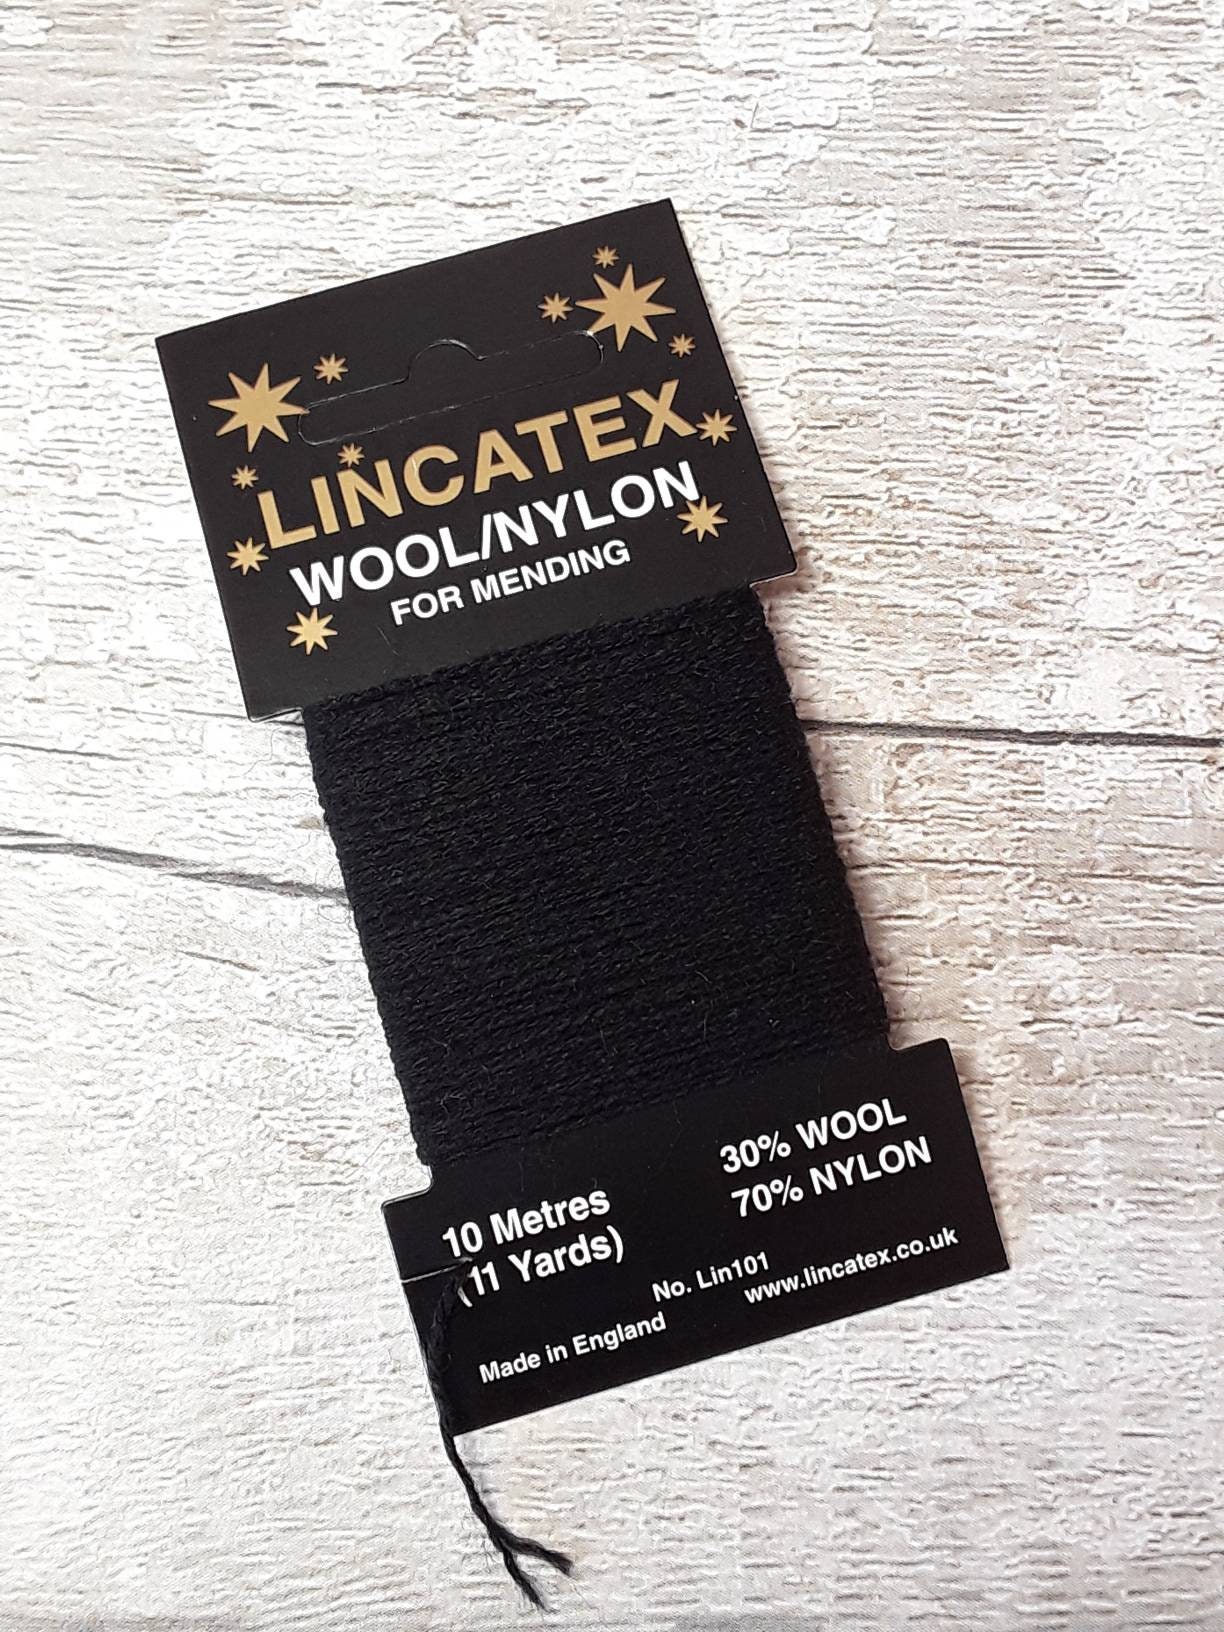 LINCATEX
WOOL/NYLON
FOR MENDING
30% WOOL
70% NYLON
10 Metres
(11 Yards)
No. Lin101
www.lincatex.co.uk
Made in England